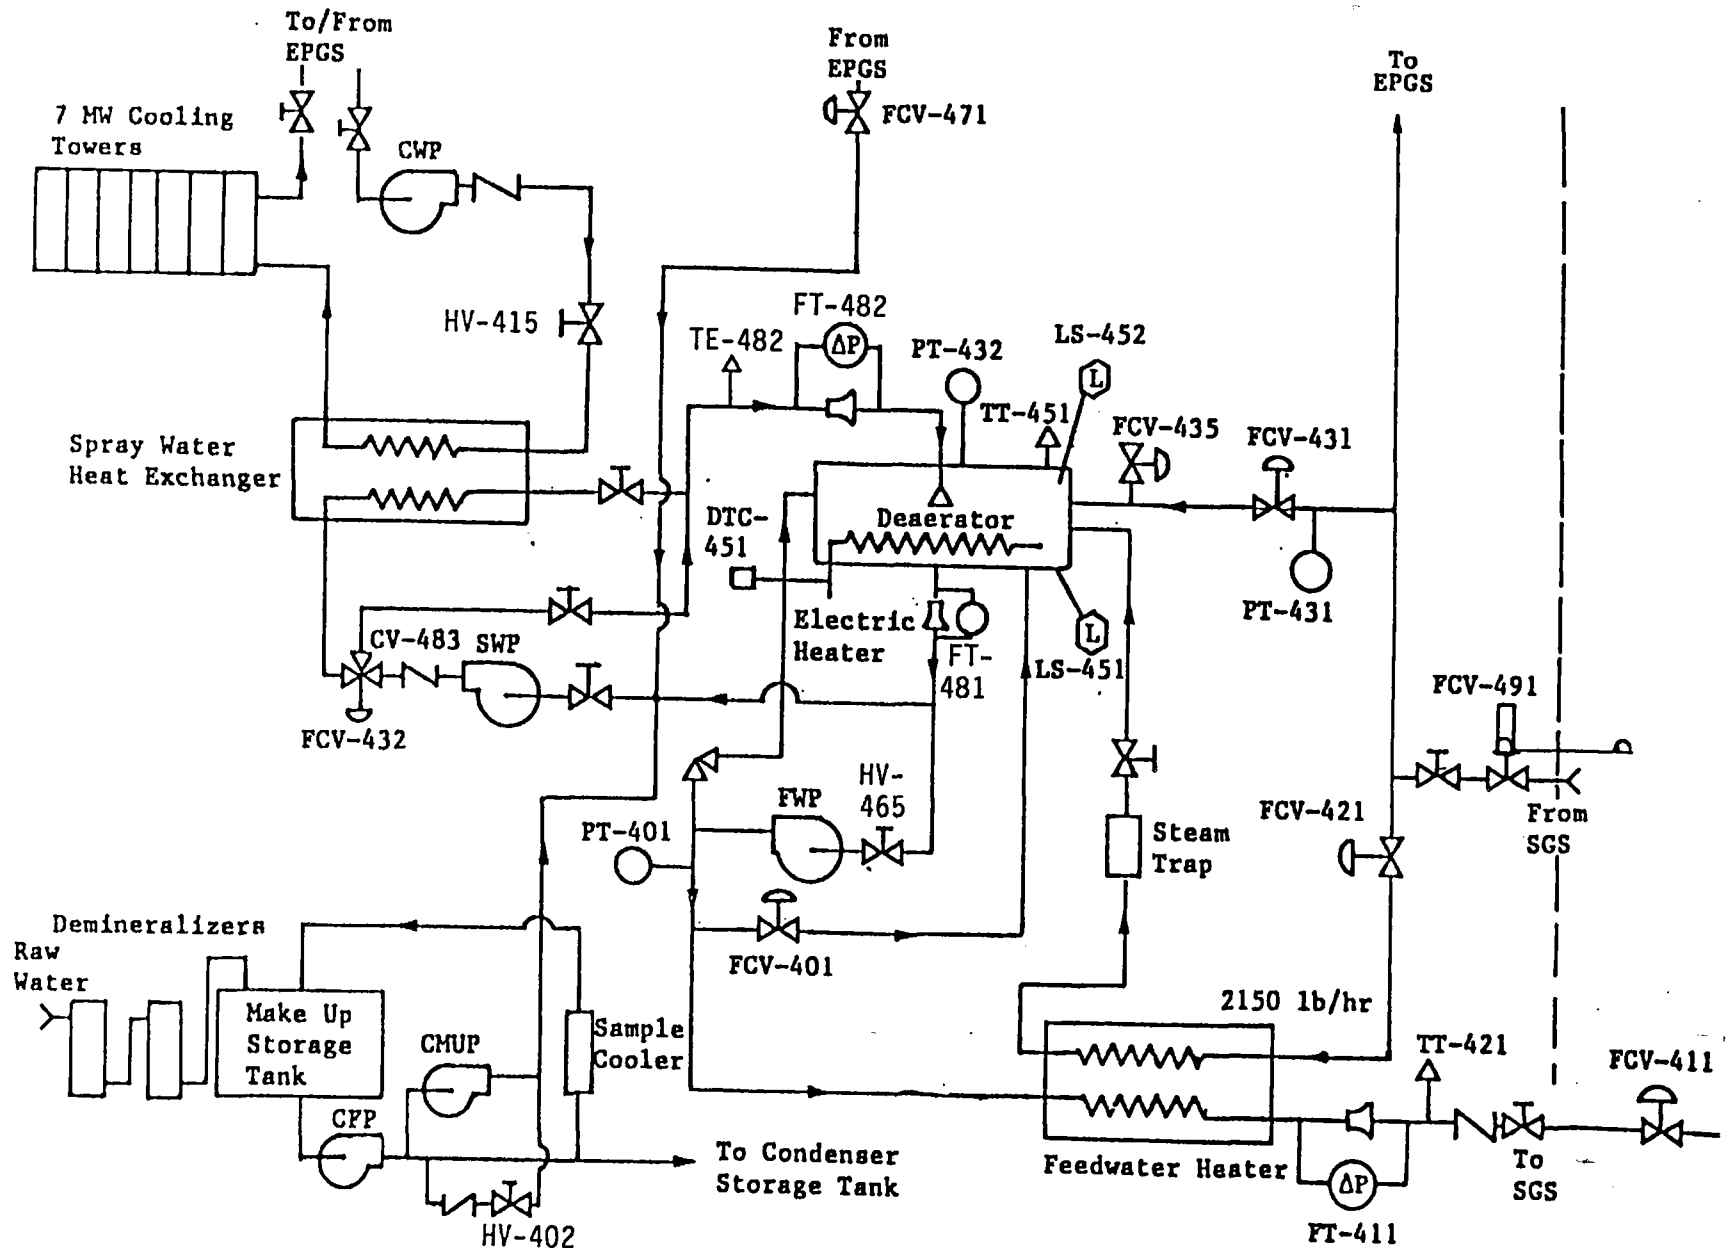 To/From
EPGS
From
EPGS
To
EPGS
7 MW Cooling
Towers
CWP
FCV-471
HV-415
FT-482
ΔP
TE-482
PT-432
LS-452
L
TT-451
FCV-435
FCV-431
Spray Water
Heat Exchanger
DTC-
451
Deaerator
PT-431
Electric
Heater
L
LS-451
FT-
481
CV-483
SWP
FCV-432
FCV-491
HV-
465
FWP
PT-401
FCV-421
From
SGS
Steam
Trap
Demineralizers
Raw
Water
FCV-401
2150 lb/hr
Make Up
Storage
Tank
CMUP
Sample
Cooler
TT-421
FCV-411
CFP
To Condenser
Storage Tank
Feedwater Heater
ΔP
To
SGS
HV-402
FT-411